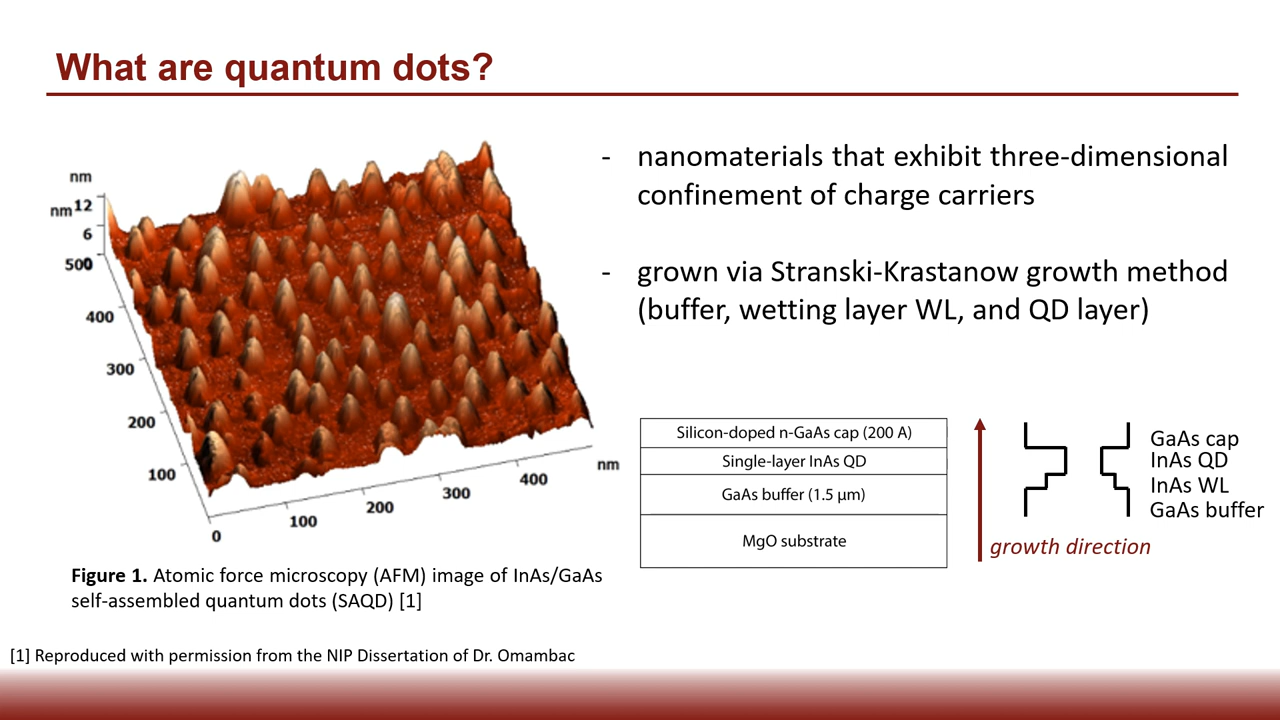 What are quantum dots?
nm
nm 12
6
0
500
400
300
200
100
0
100
200
300
400
nm
Figure 1. Atomic force microscopy (AFM) image of InAs/GaAs
self-assembled quantum dots (SAQD) [1]
- nanomaterials that exhibit three-dimensional
confinement of charge carriers
- grown via Stranski-Krastanow growth method
(buffer, wetting layer WL, and QD layer)
Silicon-doped n-GaAs cap (200 A)
Single-layer InAs QD
GaAs buffer (1.5 µm)
MgO substrate
growth direction
GaAs cap
InAs QD
InAs WL
GaAs buffer
[1] Reproduced with permission from the NIP Dissertation of Dr. Omambac